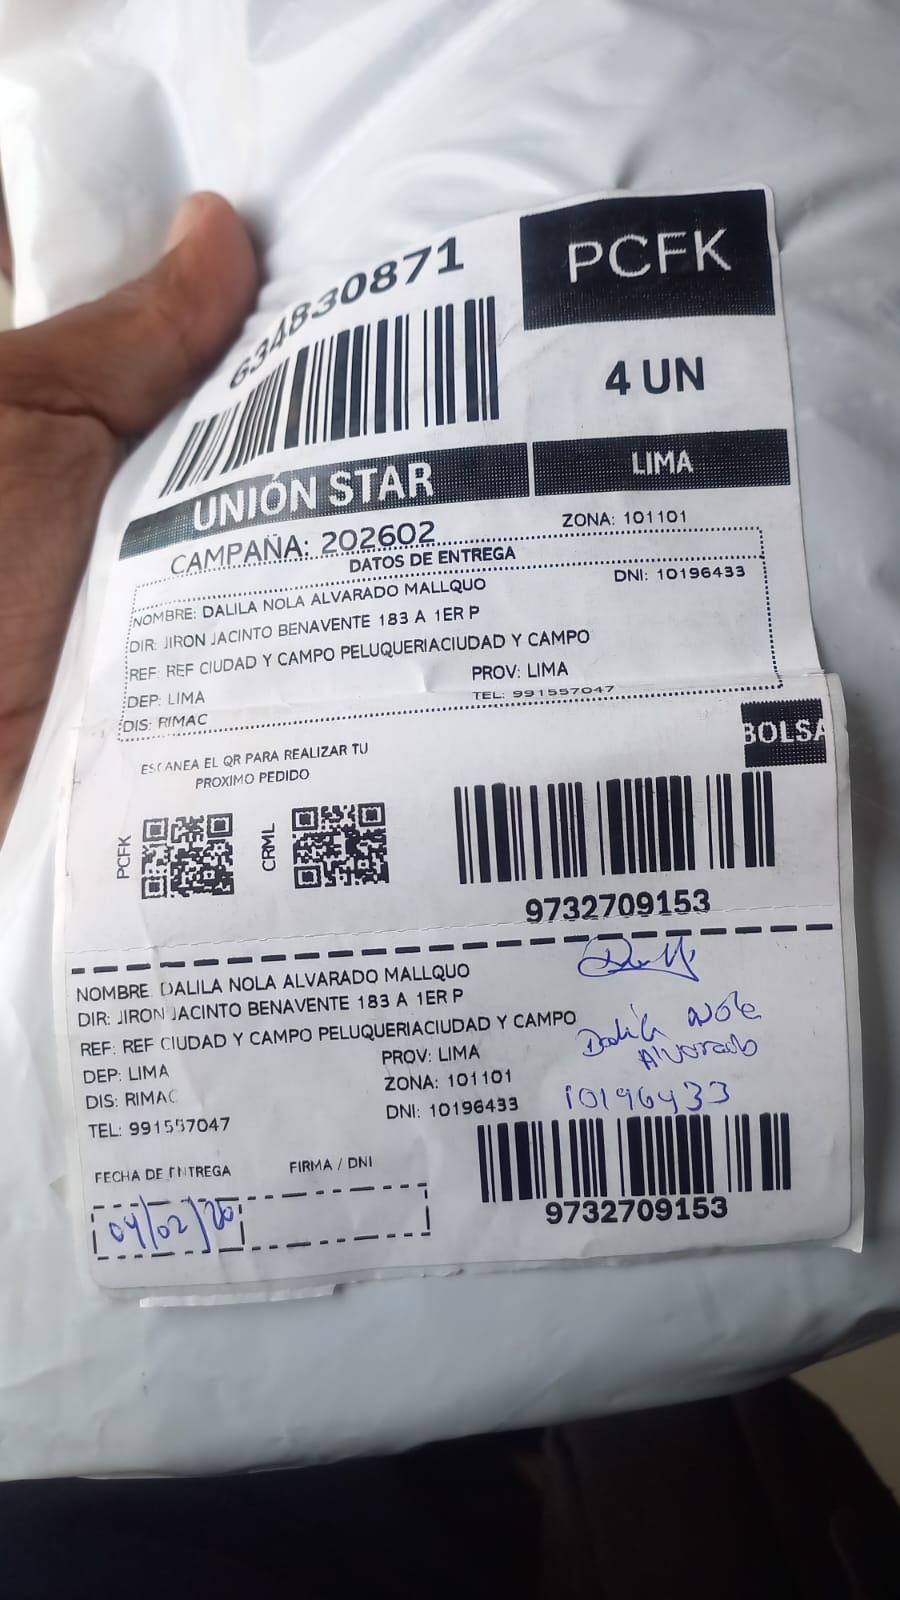 634830871
PCFK
4 UN
UNIÓN STAR
LIMA
CAMPAÑA: 202602
ZONA: 101101
DATOS DE ENTREGA
NOMBRE: DALILA NOLA ALVARADO MALLQUO
DNI: 10196433
DIR: JIRON JACINTO BENAVENTE 183 A 1ER P
REF: REF CIUDAD Y CAMPO PELUQUERIACIUDAD Y CAMPO
DEP: LIMA
PROV: LIMA
DIS: RIMAC
TEL: 991557047
BOLSA
ESCANEA EL QR PARA REALIZAR TU
PROXIMO PEDIDO
PCFK
CRML
9732709153
NOMBRE DALILA NOLA ALVARADO MALLQUO
DIR: JIRON JACINTO BENAVENTE 183 A 1ER P
REF: REF CIUDAD Y CAMPO PELUQUERIACIUDAD Y CAMPO
DEP: LIMA
PROV: LIMA
DIS: RIMAC
ZONA: 101101
TEL: 991557047
DNI: 10196433
Dalila Nola
Alvarado
10196433
FECHA DE ENTREGA
FIRMA / DNI
04/02/26
9732709153